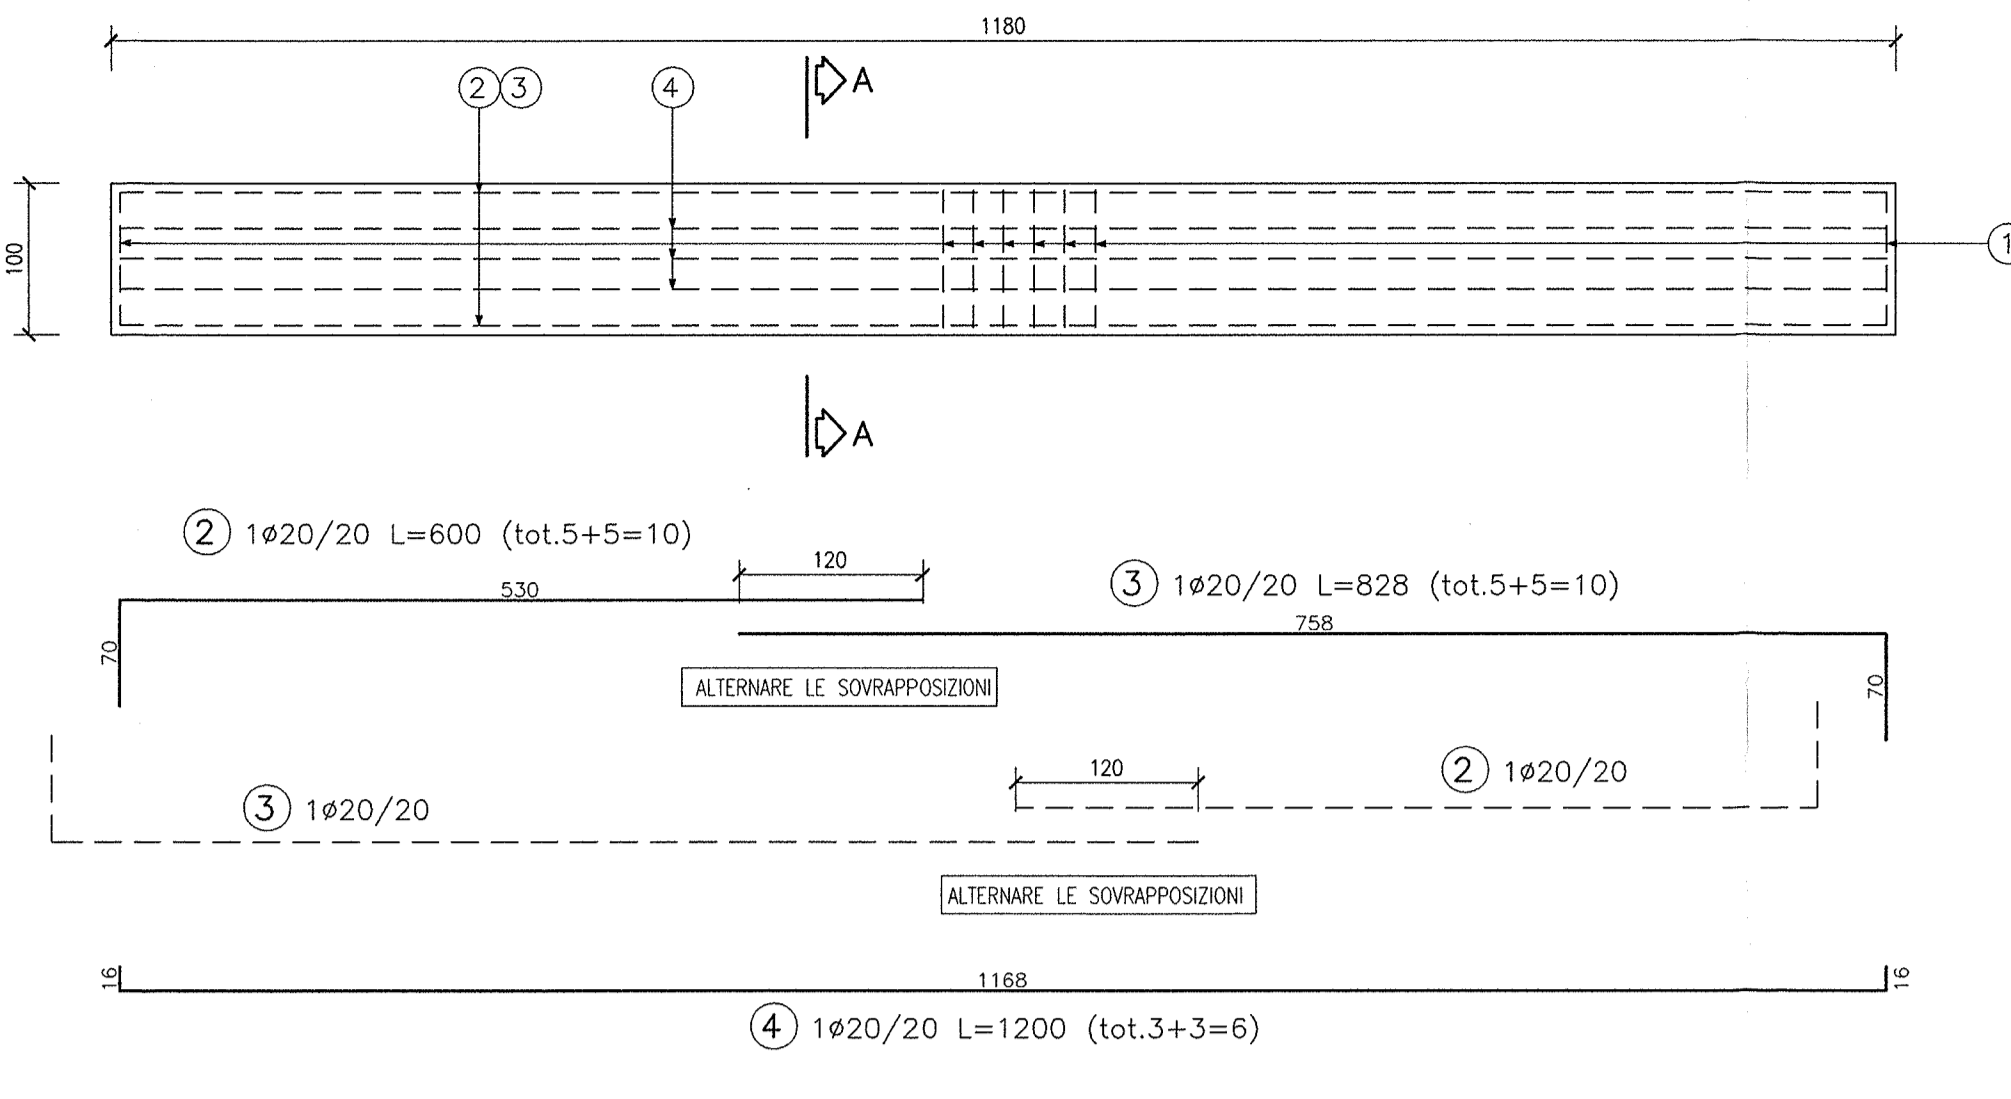 1180
2 3 4 A
100
1
A
2 1ø20/20 L=600 (tot.5+5=10)
120
530
70
3 1ø20/20 L=828 (tot.5+5=10)
758
70
ALTERNARE LE SOVRAPPOSIZIONI
120
2 1ø20/20
3 1ø20/20
ALTERNARE LE SOVRAPPOSIZIONI
16
1168
16
4 1ø20/20 L=1200 (tot.3+3=6)